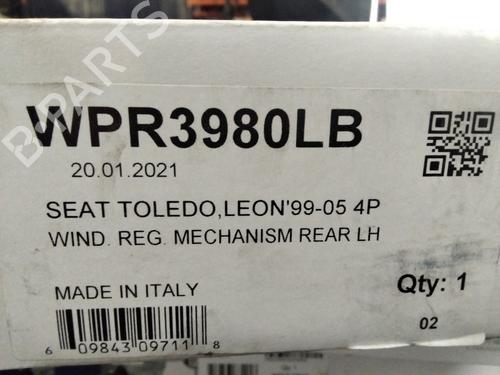 WPR3980LB
20.01.2021
SEAT TOLEDO,LEON'99-05 4P
WIND. REG. MECHANISM REAR LH
MADE IN ITALY
Qty: 1
02
6 09843 09711 8
B-PARTS